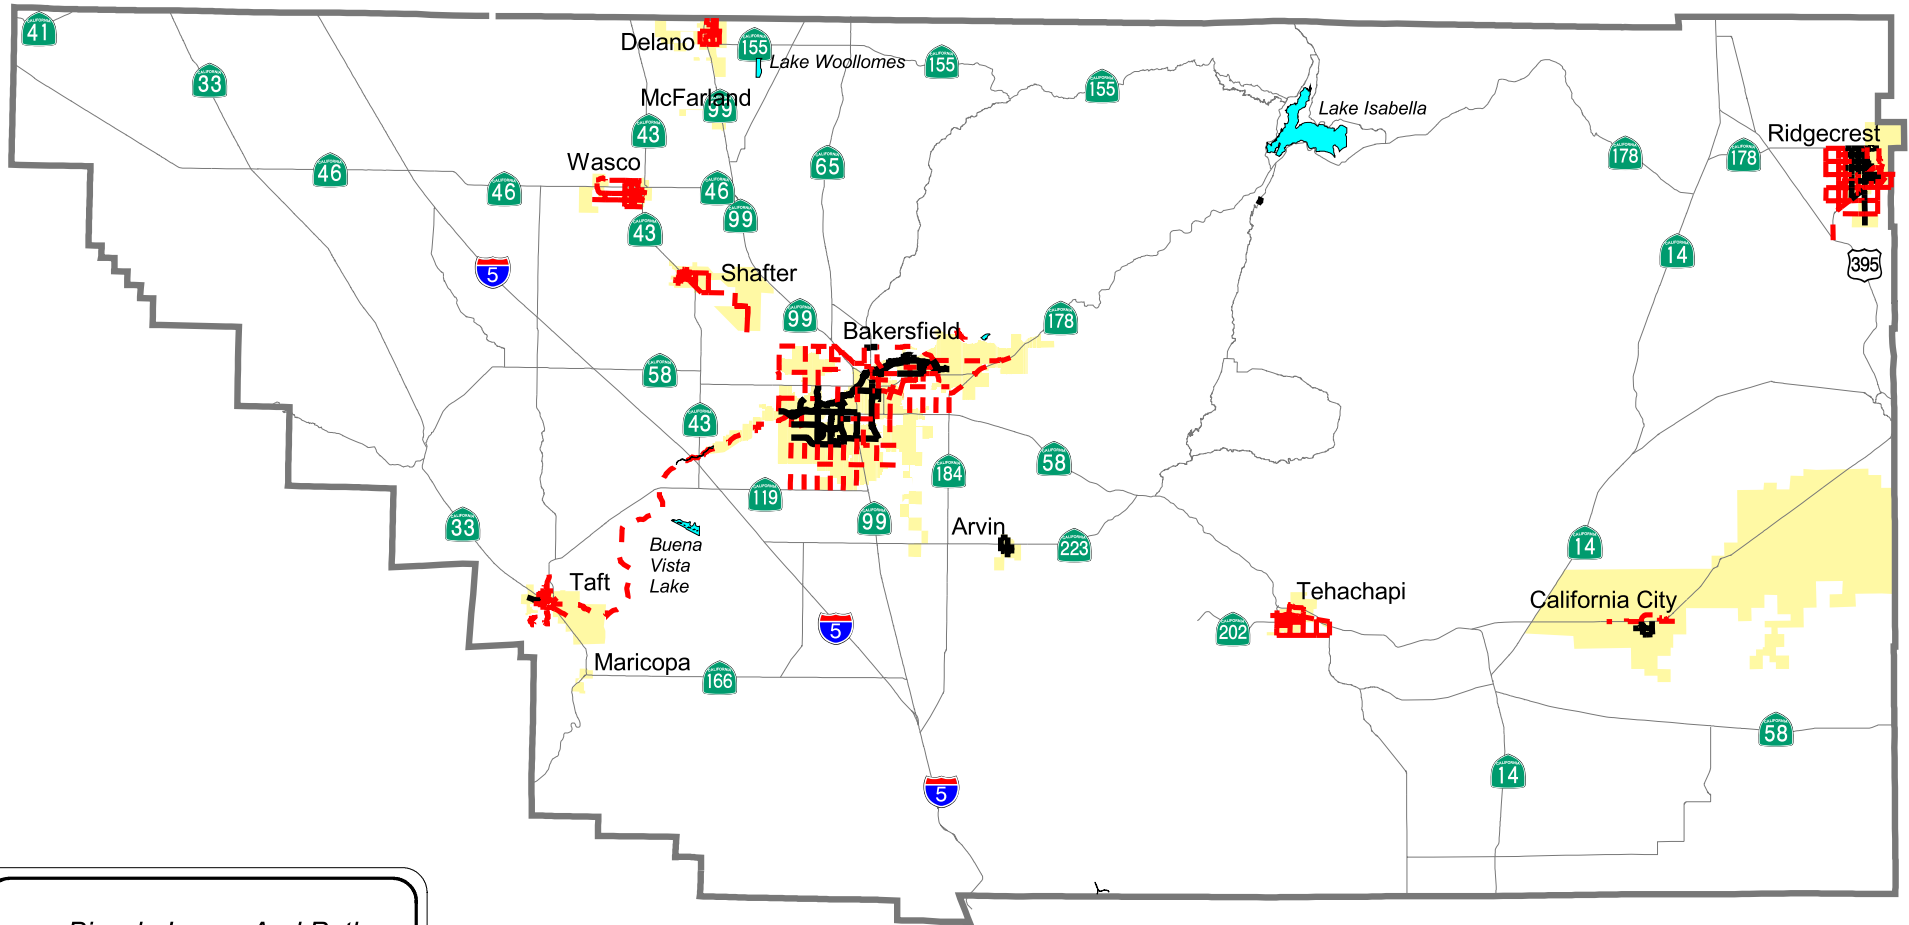 41
33
Delano
155
Lake Woollomes
155
155
McFarland
99
43
Lake Isabella
Ridgecrest
Wasco
46
46
65
46
178
178
99
43
Shafter
5
14
395
99
Bakersfield
178
58
43
184
58
119
33
99
Arvin
223
14
Buena
Vista
Lake
Taft
Tehachapi
California City
5
202
Maricopa
166
58
14
5